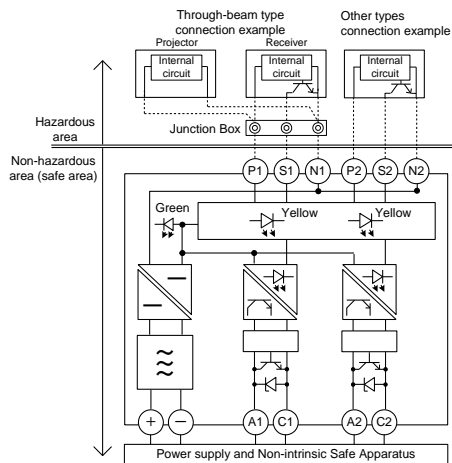 Through-beam type
connection example
Other types
connection example
Projector
Receiver
Internal
circuit
Internal
circuit
Internal
circuit
Junction Box
Hazardous
area
Non-hazardous
area (safe area)
P1
S1
N1
P2
S2
N2
Green
Yellow
Yellow
+
−
A1
C1
A2
C2
Power supply and Non-intrinsic Safe Apparatus